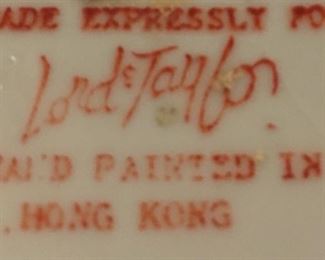 ADE EXPRESSLY FO
Lord & Taylor
AND PAINTED IN
HONG KONG